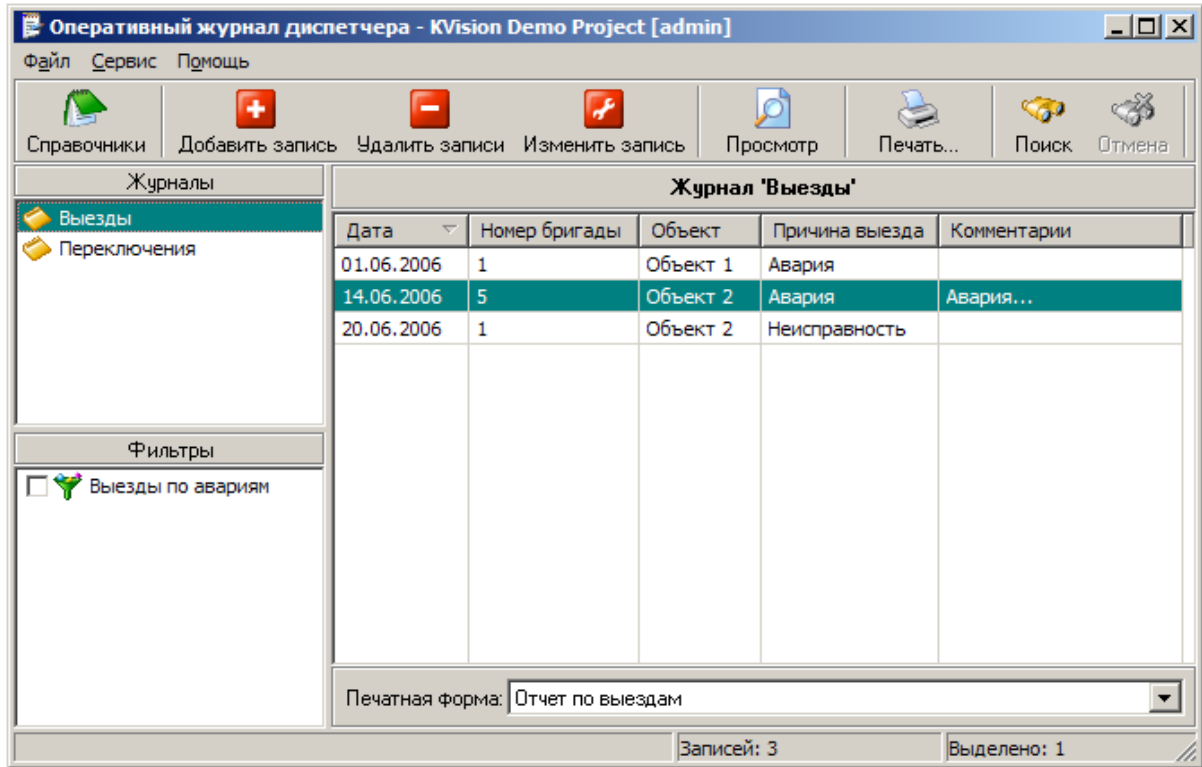 Оперативный журнал диспетчера - KVision Demo Project [admin]
Файл Сервис Помощь
Справочники Добавить запись Удалить записи Изменить запись Просмотр Печать... Поиск Отмена
Журналы
Выезды
Переключения
Фильтры
Выезды по авариям
Журнал 'Выезды'
Дата Номер бригады Объект Причина выезда Комментарии
01.06.2006 1 Объект 1 Авария
14.06.2006 5 Объект 2 Авария Авария...
20.06.2006 1 Объект 2 Неисправность
Печатная форма: Отчет по выездам
Записей: 3 Выделено: 1